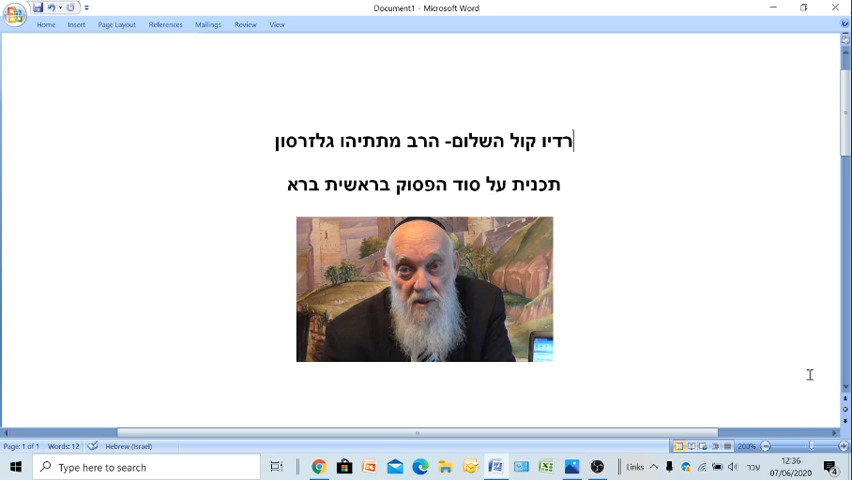 Document1 - Microsoft Word
Home Insert Page Layout References Mailings Review View
רדיו קול השלום- הרב מתתיהו גלזרסון
תכנית על סוד הפסוק בראשית ברא
Page: 1 of 1 Words: 12 Hebrew (Israel) 200%
Type here to search Links עבר 12:36
07/06/2020 4